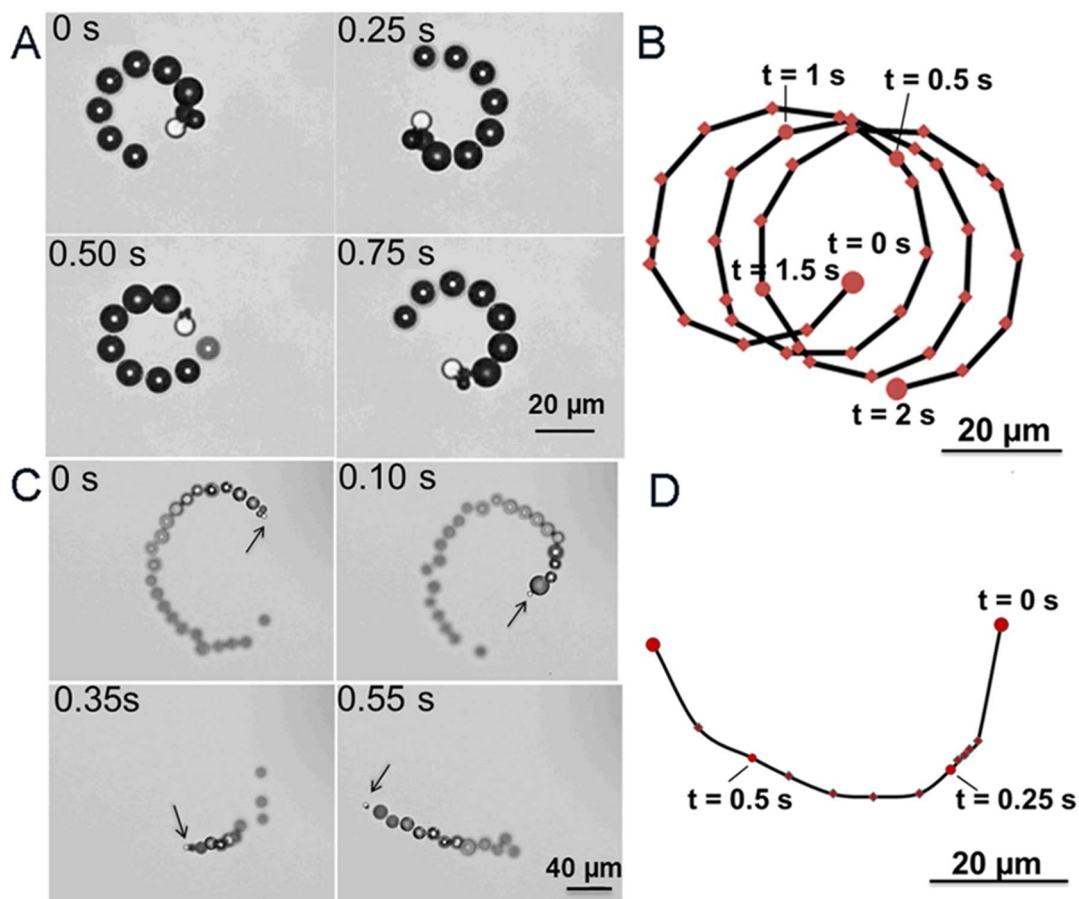 A
0 s
0.25 s
0.50 s
0.75 s
20 μm
B
t = 1 s
t = 0.5 s
t = 0 s
t = 1.5 s
t = 2 s
20 μm
C
0 s
0.10 s
0.35s
0.55 s
40 μm
D
t = 0 s
t = 0.5 s
t = 0.25 s
20 μm